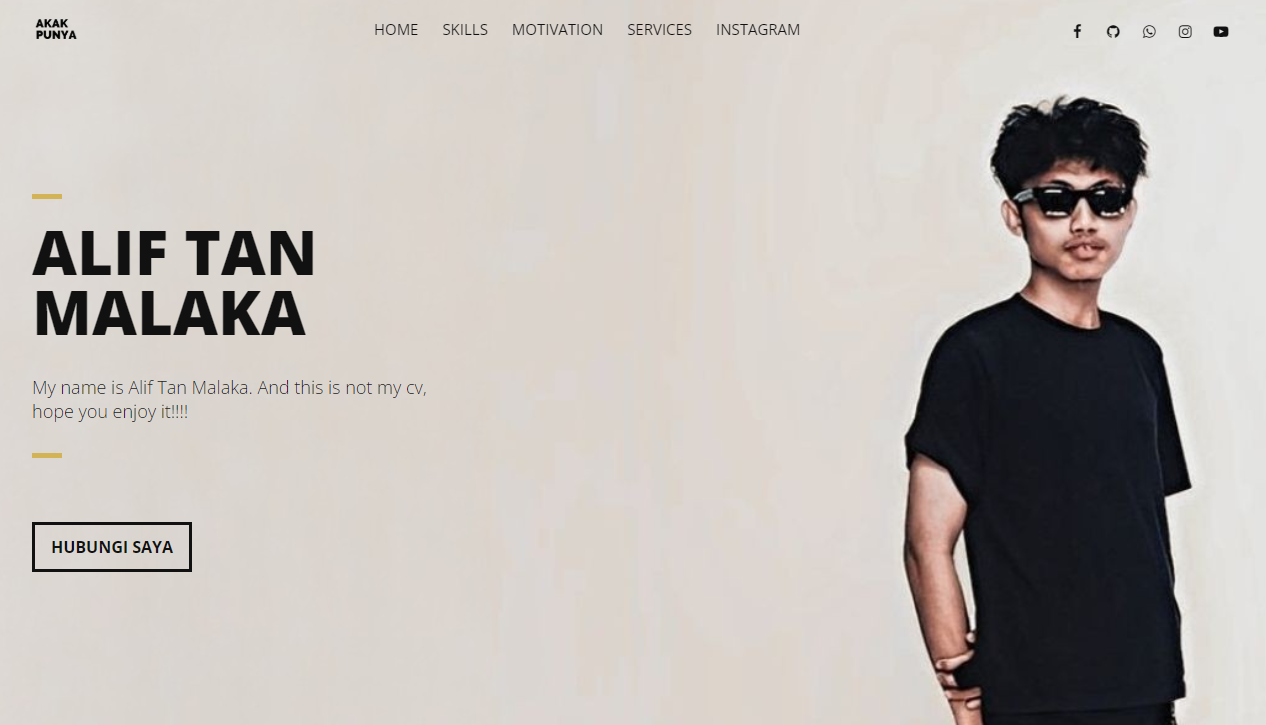 AKAK
PUNYA
HOME SKILLS MOTIVATION SERVICES INSTAGRAM
ALIF TAN
MALAKA
My name is Alif Tan Malaka. And this is not my cv,
hope you enjoy it!!!!
HUBUNGI SAYA